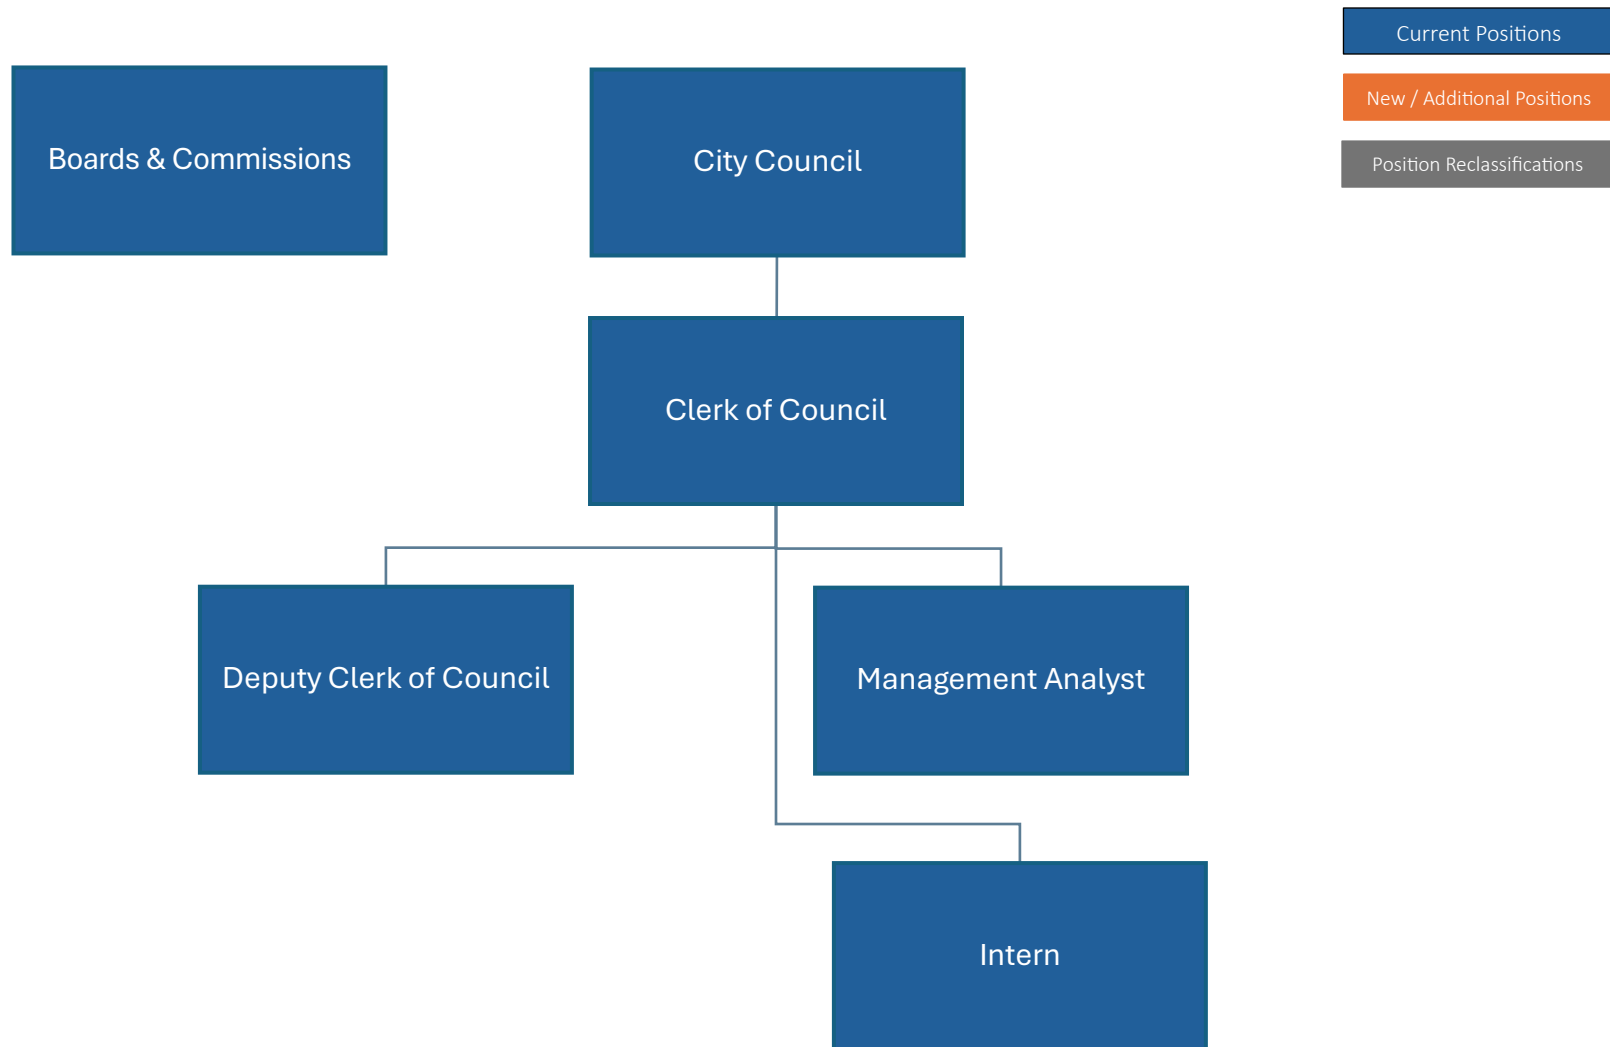 Current Positions
New / Additional Positions
Position Reclassifications
Boards & Commissions
City Council
Clerk of Council
Deputy Clerk of Council
Management Analyst
Intern